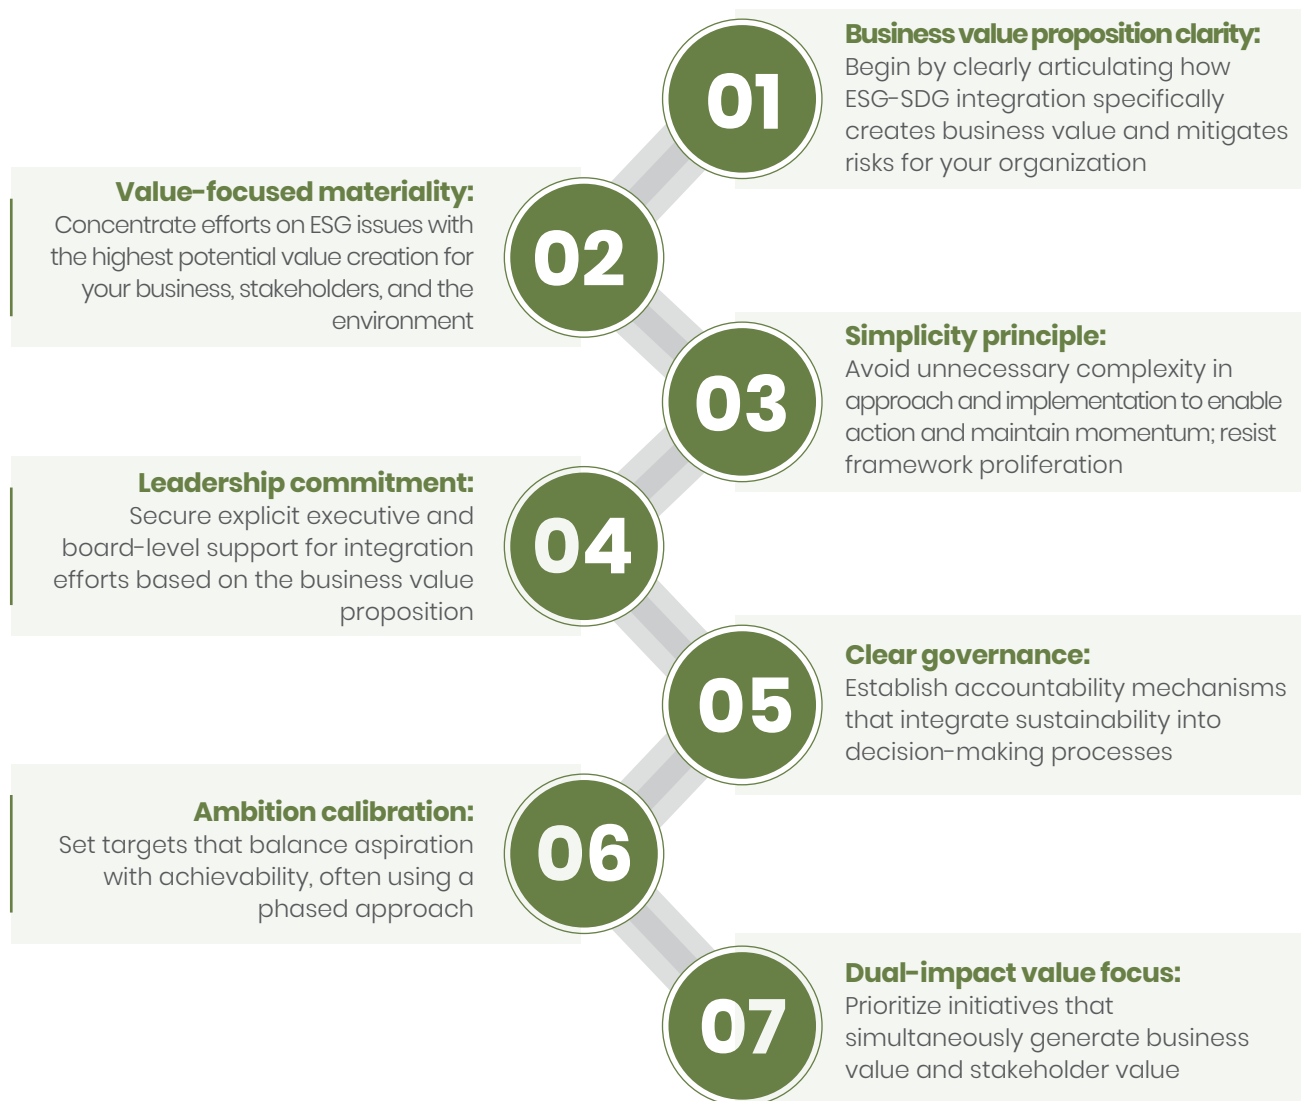 01
Business value proposition clarity:
Begin by clearly articulating how
ESG-SDG integration specifically
creates business value and mitigates
risks for your organization
02
Value-focused materiality:
Concentrate efforts on ESG issues with
the highest potential value creation for
your business, stakeholders, and the
environment
03
Simplicity principle:
Avoid unnecessary complexity in
approach and implementation to enable
action and maintain momentum; resist
framework proliferation
04
Leadership commitment:
Secure explicit executive and
board-level support for integration
efforts based on the business value
proposition
05
Clear governance:
Establish accountability mechanisms
that integrate sustainability into
decision-making processes
06
Ambition calibration:
Set targets that balance aspiration
with achievability, often using a
phased approach
07
Dual-impact value focus:
Prioritize initiatives that
simultaneously generate business
value and stakeholder value